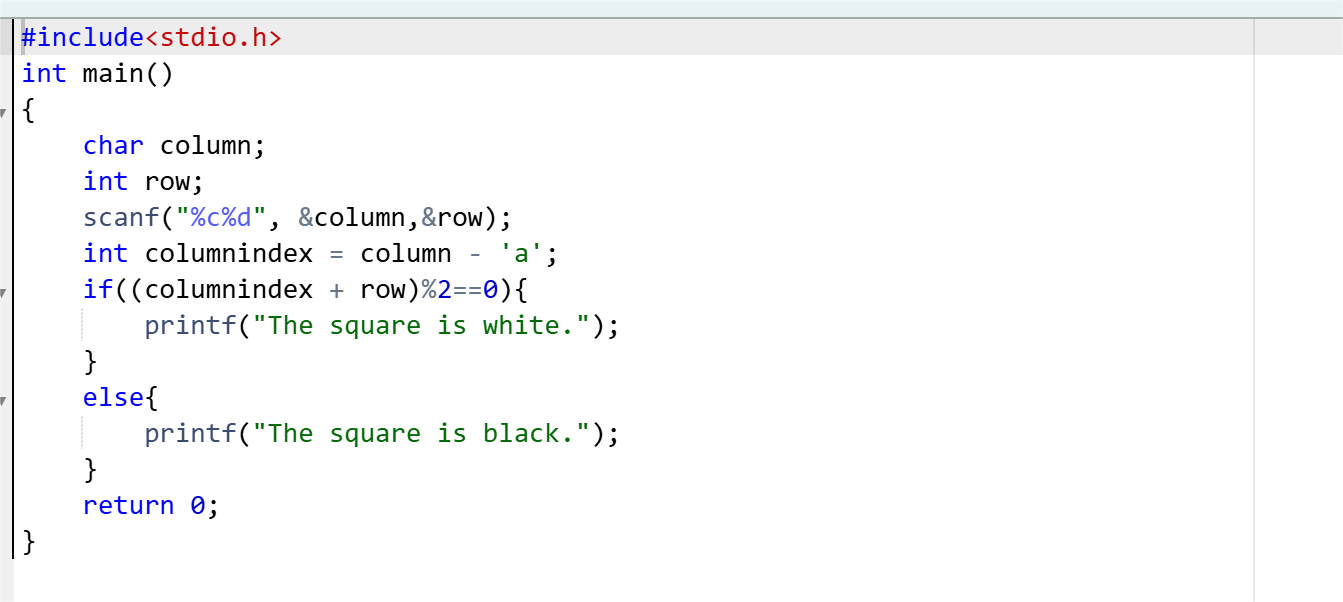 #include<stdio.h>
int main()
{
    char column;
    int row;
    scanf("%c%d", &column,&row);
    int columnindex = column - 'a';
    if((columnindex + row)%2==0){
        printf("The square is white.");
    }
    else{
        printf("The square is black.");
    }
    return 0;
}